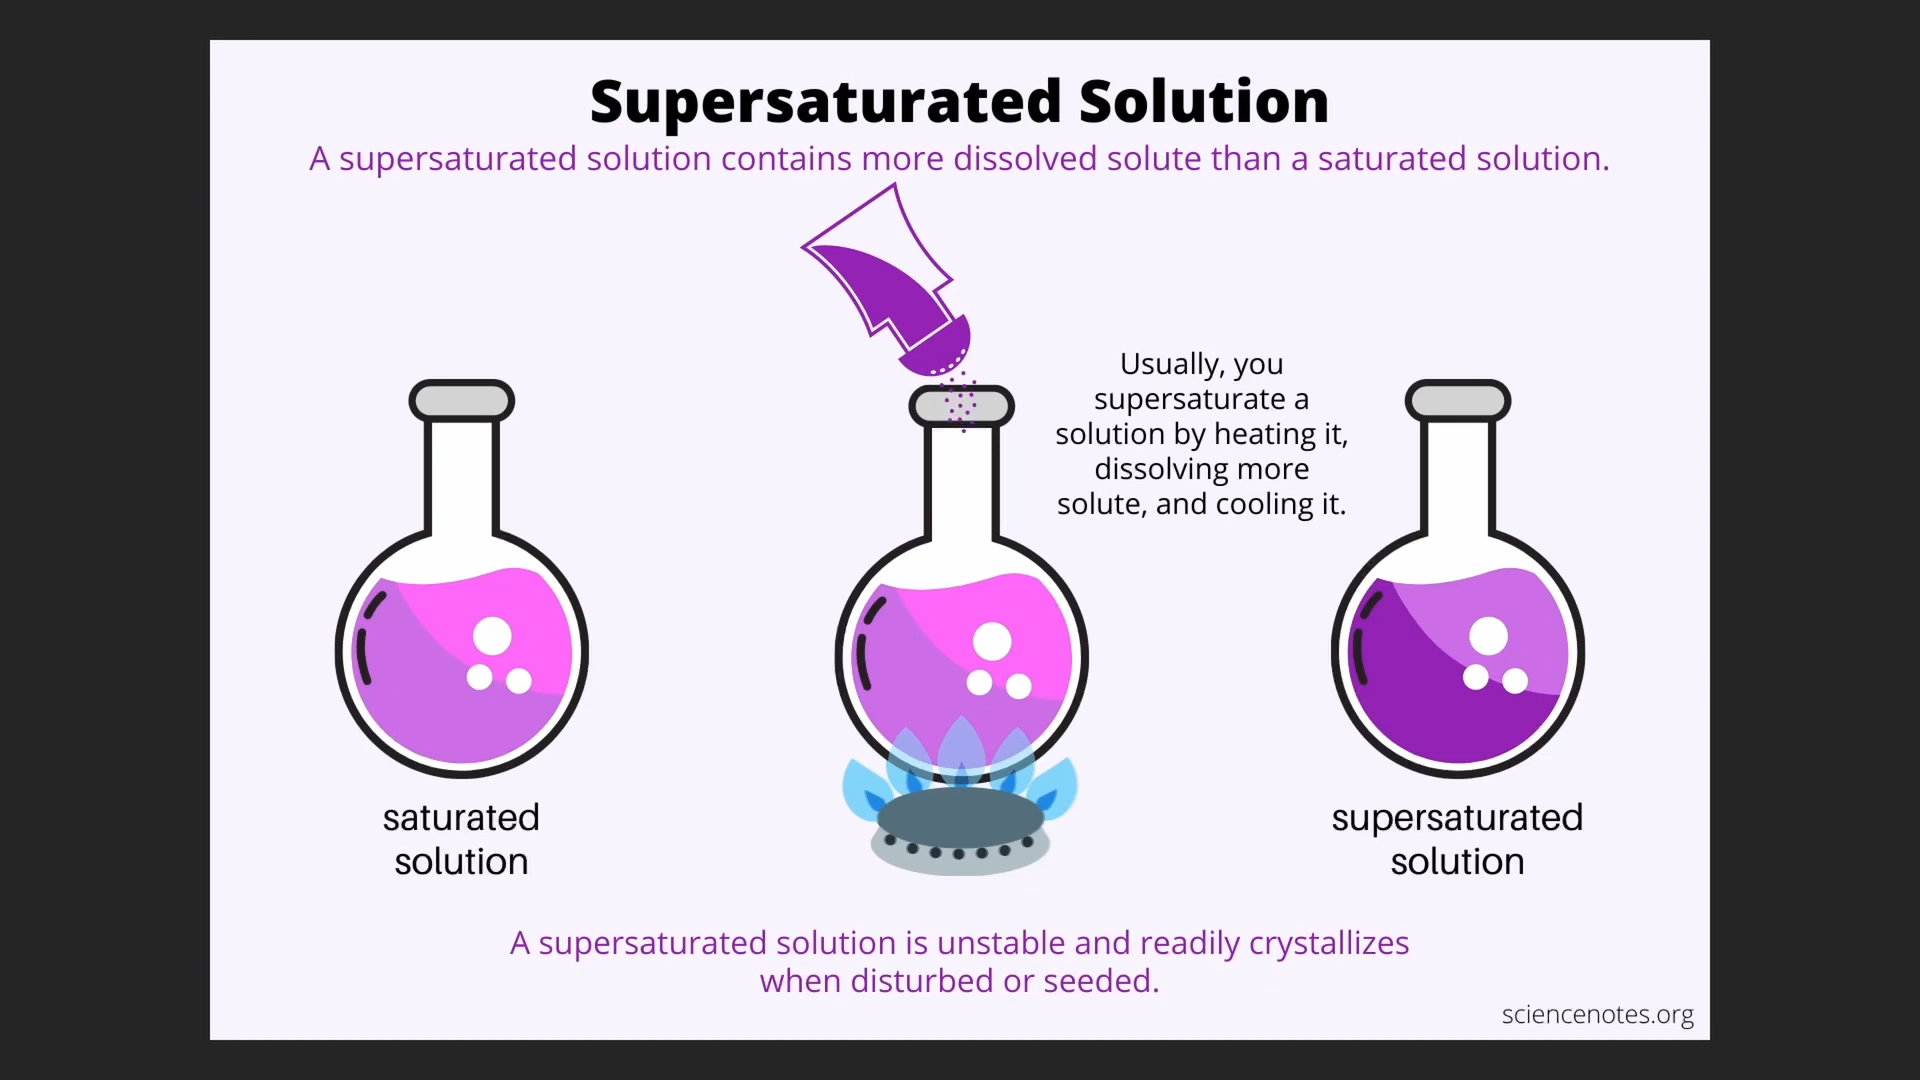 Supersaturated Solution
A supersaturated solution contains more dissolved solute than a saturated solution.
Usually, you
supersaturate a
solution by heating it,
dissolving more
solute, and cooling it.
saturated
solution
supersaturated
solution
A supersaturated solution is unstable and readily crystallizes
when disturbed or seeded.
sciencenotes.org